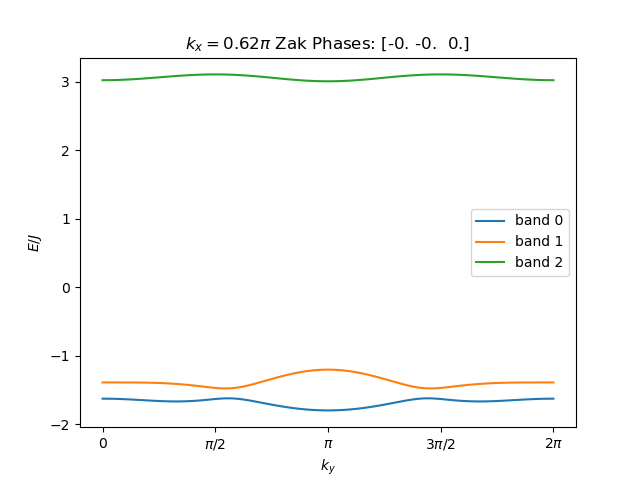 kₓ = 0.62π Zak Phases: [-0. -0.  0.]
3
2
1
0
−1
−2
E/J
band 0
band 1
band 2
0
π/2
π
3π/2
2π
k_y